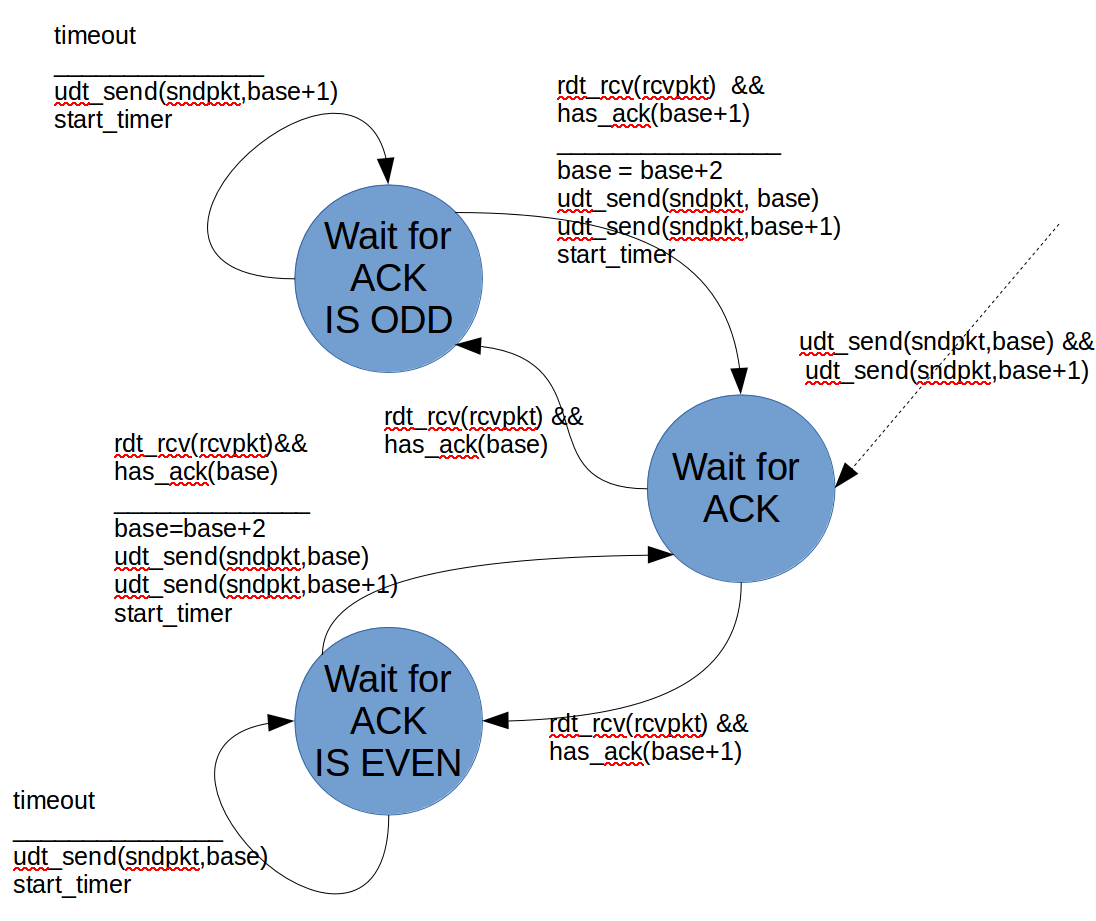 timeout
udt_send(sndpkt,base+1)
start_timer
rdt_rcv(rcvpkt) &&
has_ack(base+1)
base = base+2
udt_send(sndpkt, base)
udt_send(sndpkt,base+1)
start_timer
Wait for
ACK
IS ODD
udt_send(sndpkt,base) &&
udt_send(sndpkt,base+1)
rdt_rcv(rcvpkt) &&
has_ack(base)
rdt_rcv(rcvpkt)&&
has_ack(base)
base=base+2
udt_send(sndpkt,base)
udt_send(sndpkt,base+1)
start_timer
Wait for
ACK
Wait for
ACK
IS EVEN
rdt_rcv(rcvpkt) &&
has_ack(base+1)
timeout
udt_send(sndpkt,base)
start_timer